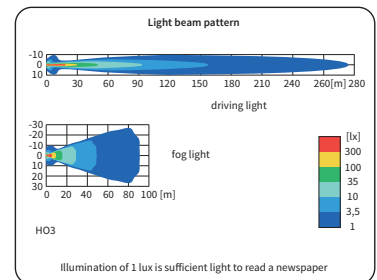 Light beam pattern
-10
0
10
0 30 60 90 120 150 180 210 240 260[m] 280
driving light
-30
-20
-10
0
10
20
30
0 20 40 60 80 100 [m]
fog light
[lx]
300
100
35
10
3,5
1
HO3
Illumination of 1 lux is sufficient light to read a newspaper